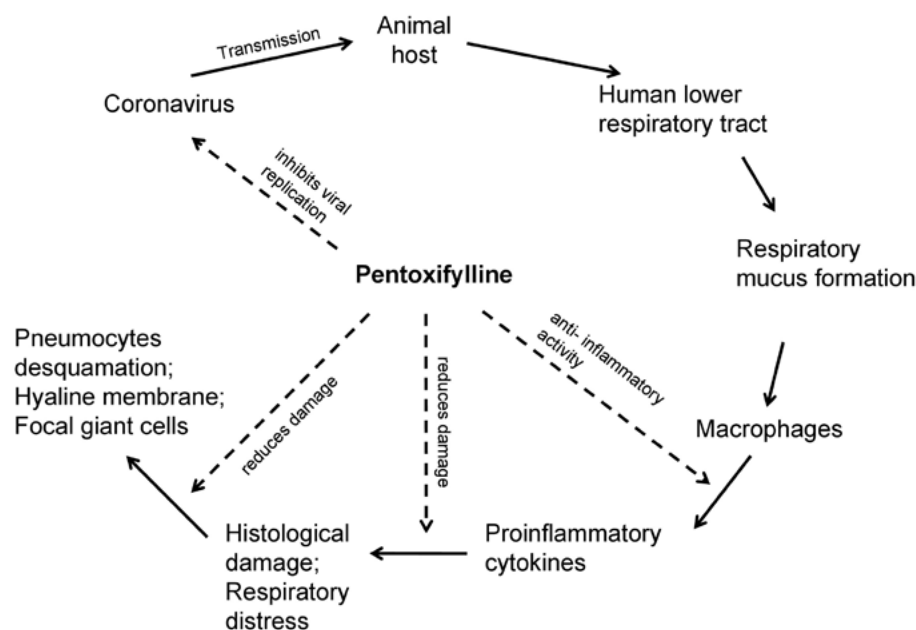 Transmission
Animal
host
Coronavirus
Human lower
respiratory tract
inhibits viral
replication
Respiratory
mucus formation
Pentoxifylline
anti- inflammatory
activity
reduces damage
reduces damage
Pneumocytes
desquamation;
Hyaline membrane;
Focal giant cells
Macrophages
Histological
damage;
Respiratory
distress
Proinflammatory
cytokines